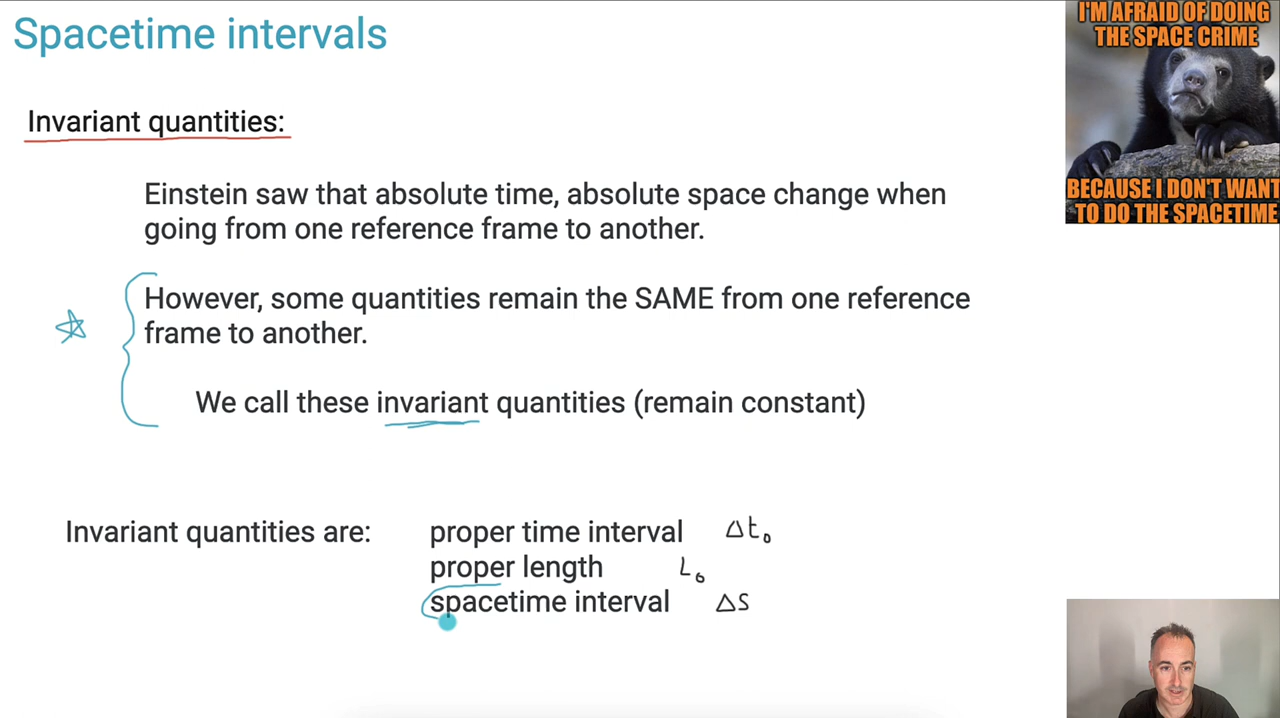 Spacetime intervals
I'M AFRAID OF DOING
THE SPACE CRIME
BECAUSE I DON'T WANT
TO DO THE SPACETIME
Invariant quantities:
Einstein saw that absolute time, absolute space change when
going from one reference frame to another.
However, some quantities remain the SAME from one reference
frame to another.
We call these invariant quantities (remain constant)
Invariant quantities are:
proper time interval Δt₀
proper length L₀
spacetime interval Δs